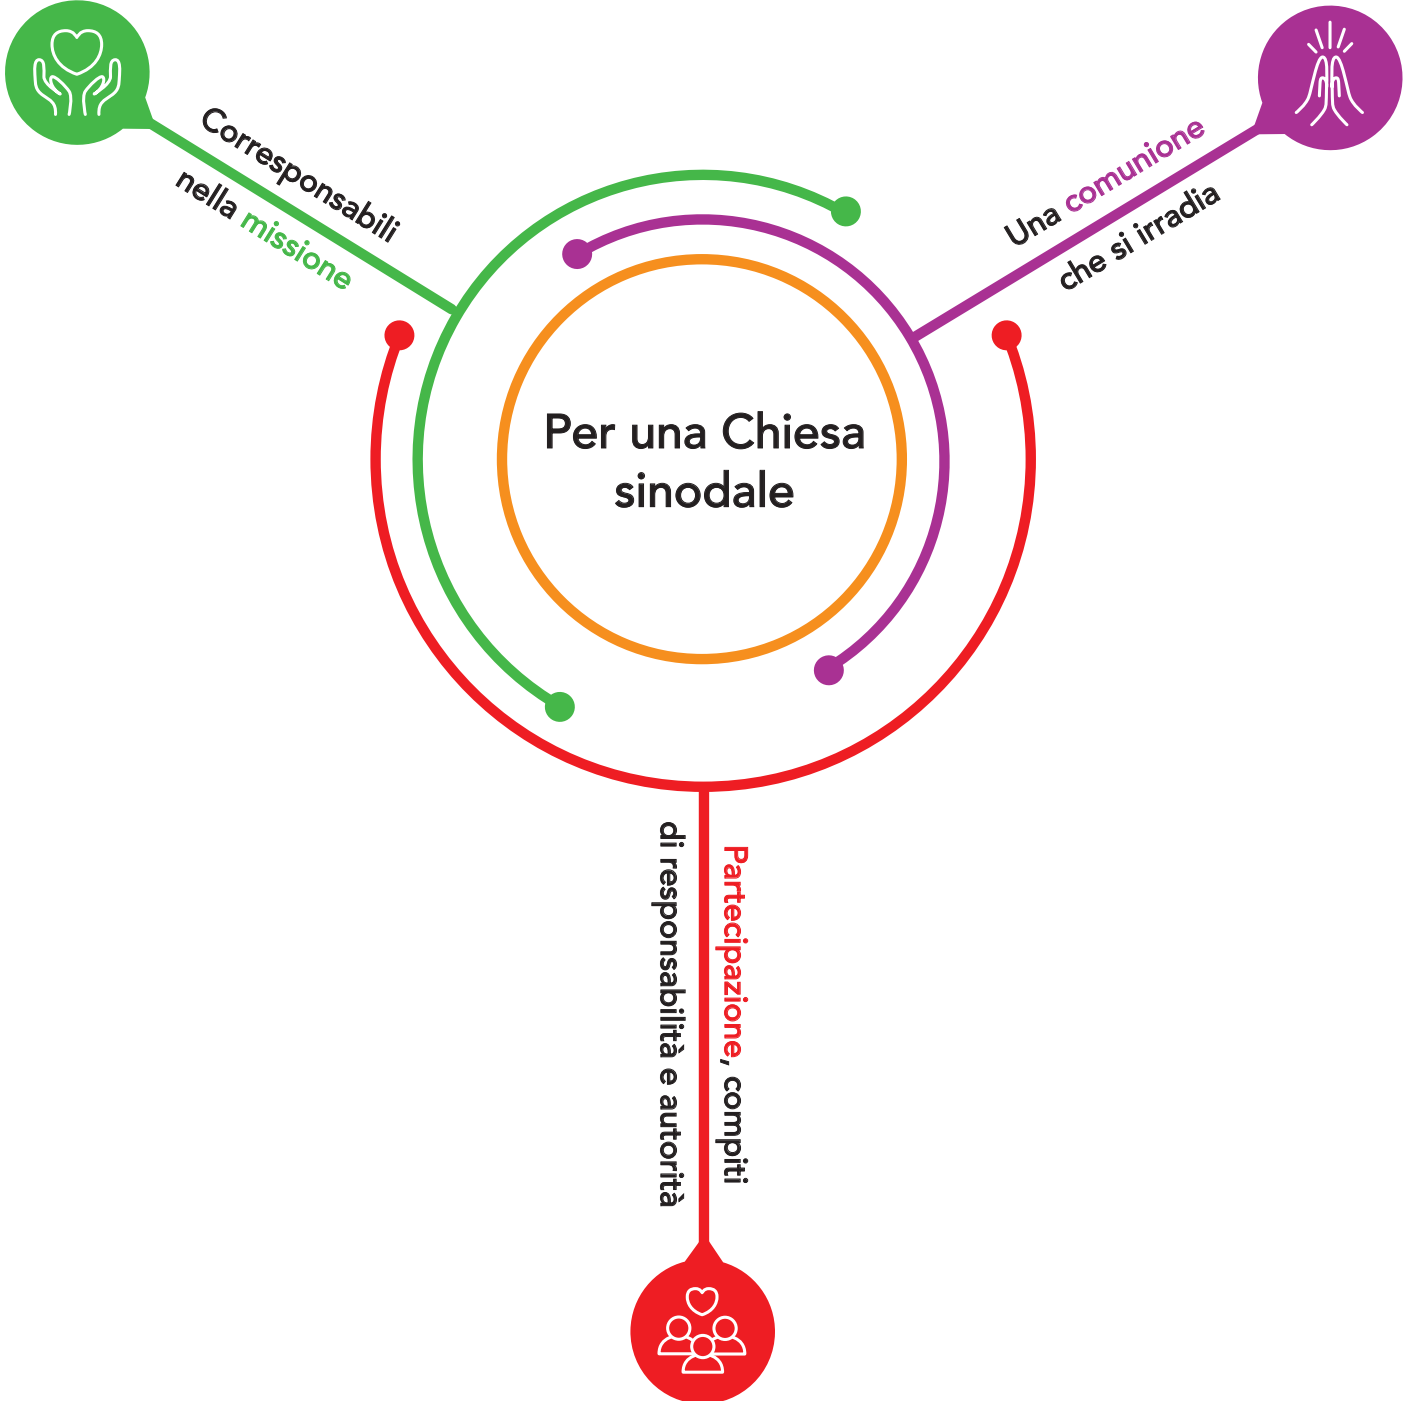 Corresponsabili
nella missione
Una comunione
che si irradia
Per una Chiesa
sinodale
Partecipazione, compiti
di responsabilità e autorità